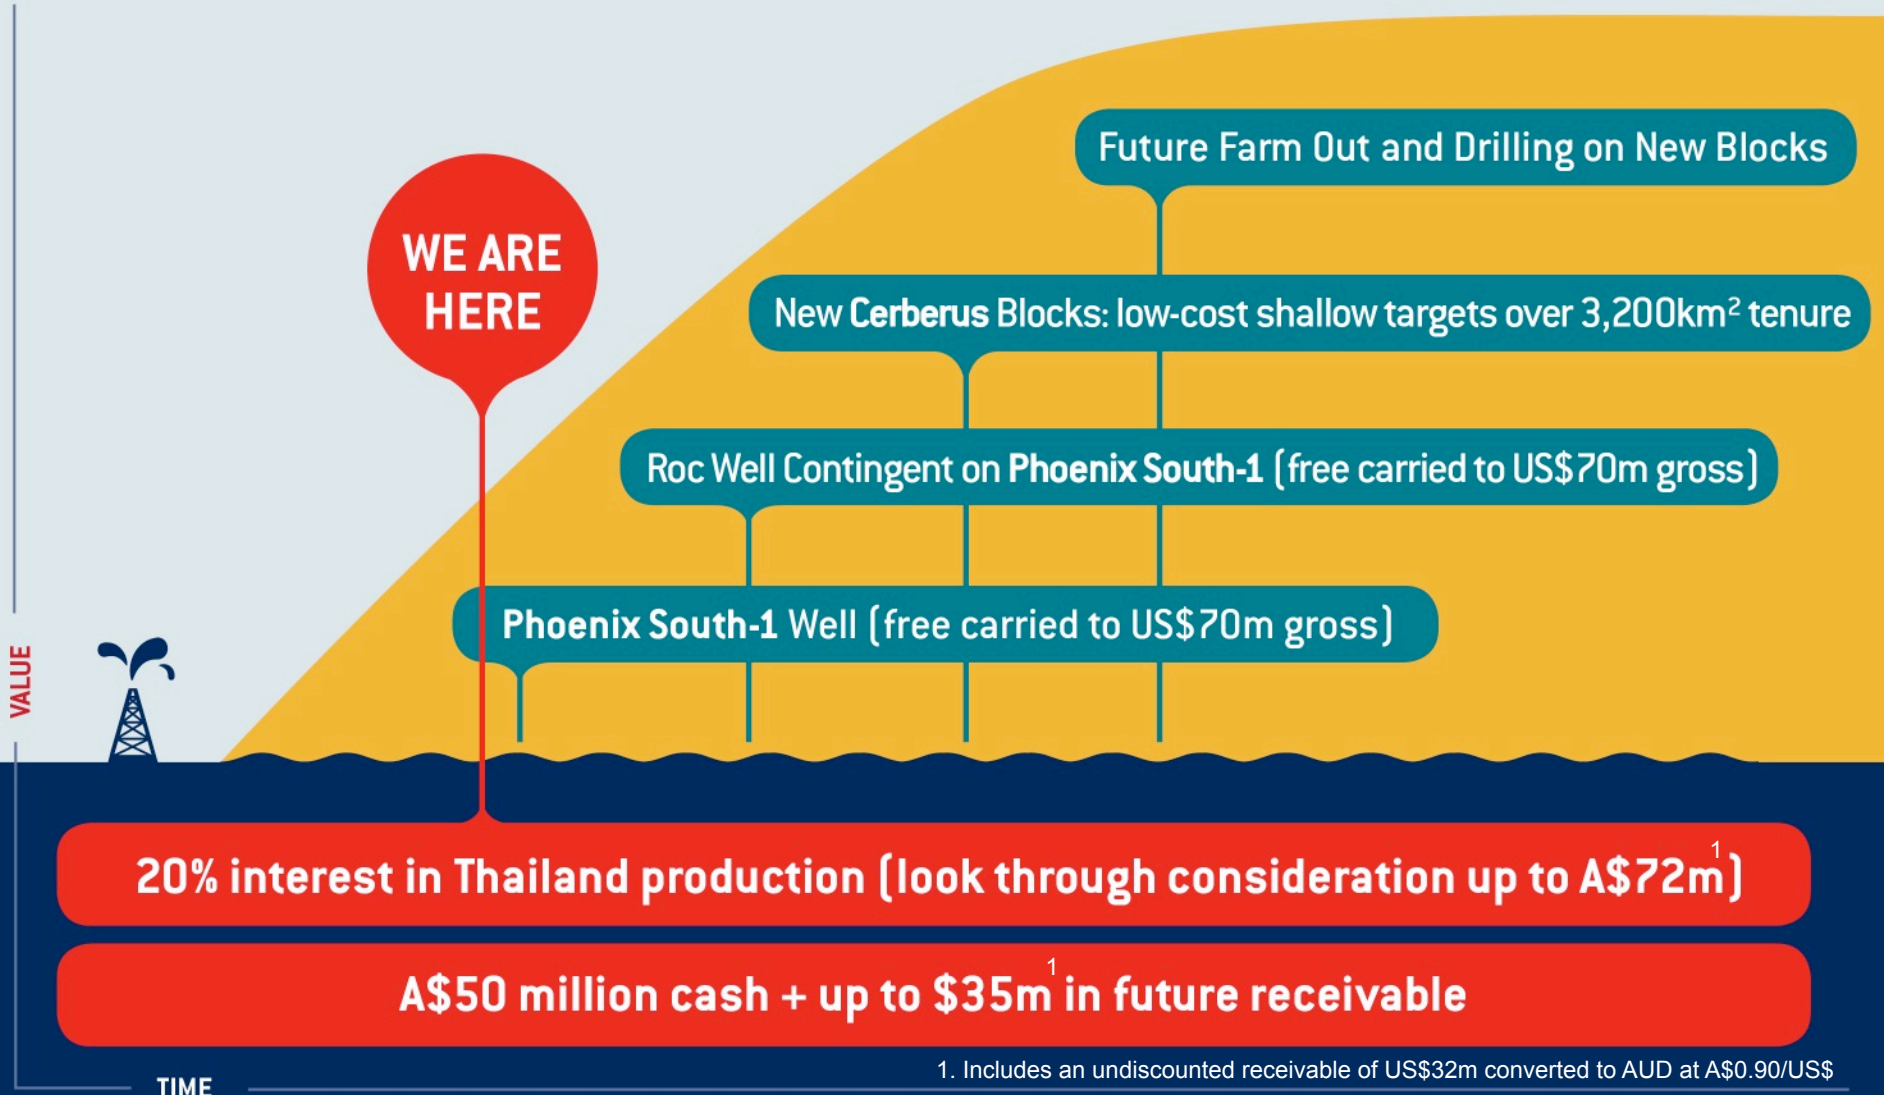 Future Farm Out and Drilling on New Blocks
WE ARE
HERE
New Cerberus Blocks: low-cost shallow targets over 3,200km² tenure
Roc Well Contingent on Phoenix South-1 (free carried to US$70m gross)
Phoenix South-1 Well (free carried to US$70m gross)
VALUE
20% interest in Thailand production (look through consideration up to A$72m¹)
A$50 million cash + up to $35m¹ in future receivable
1. Includes an undiscounted receivable of US$32m converted to AUD at A$0.90/US$
TIME